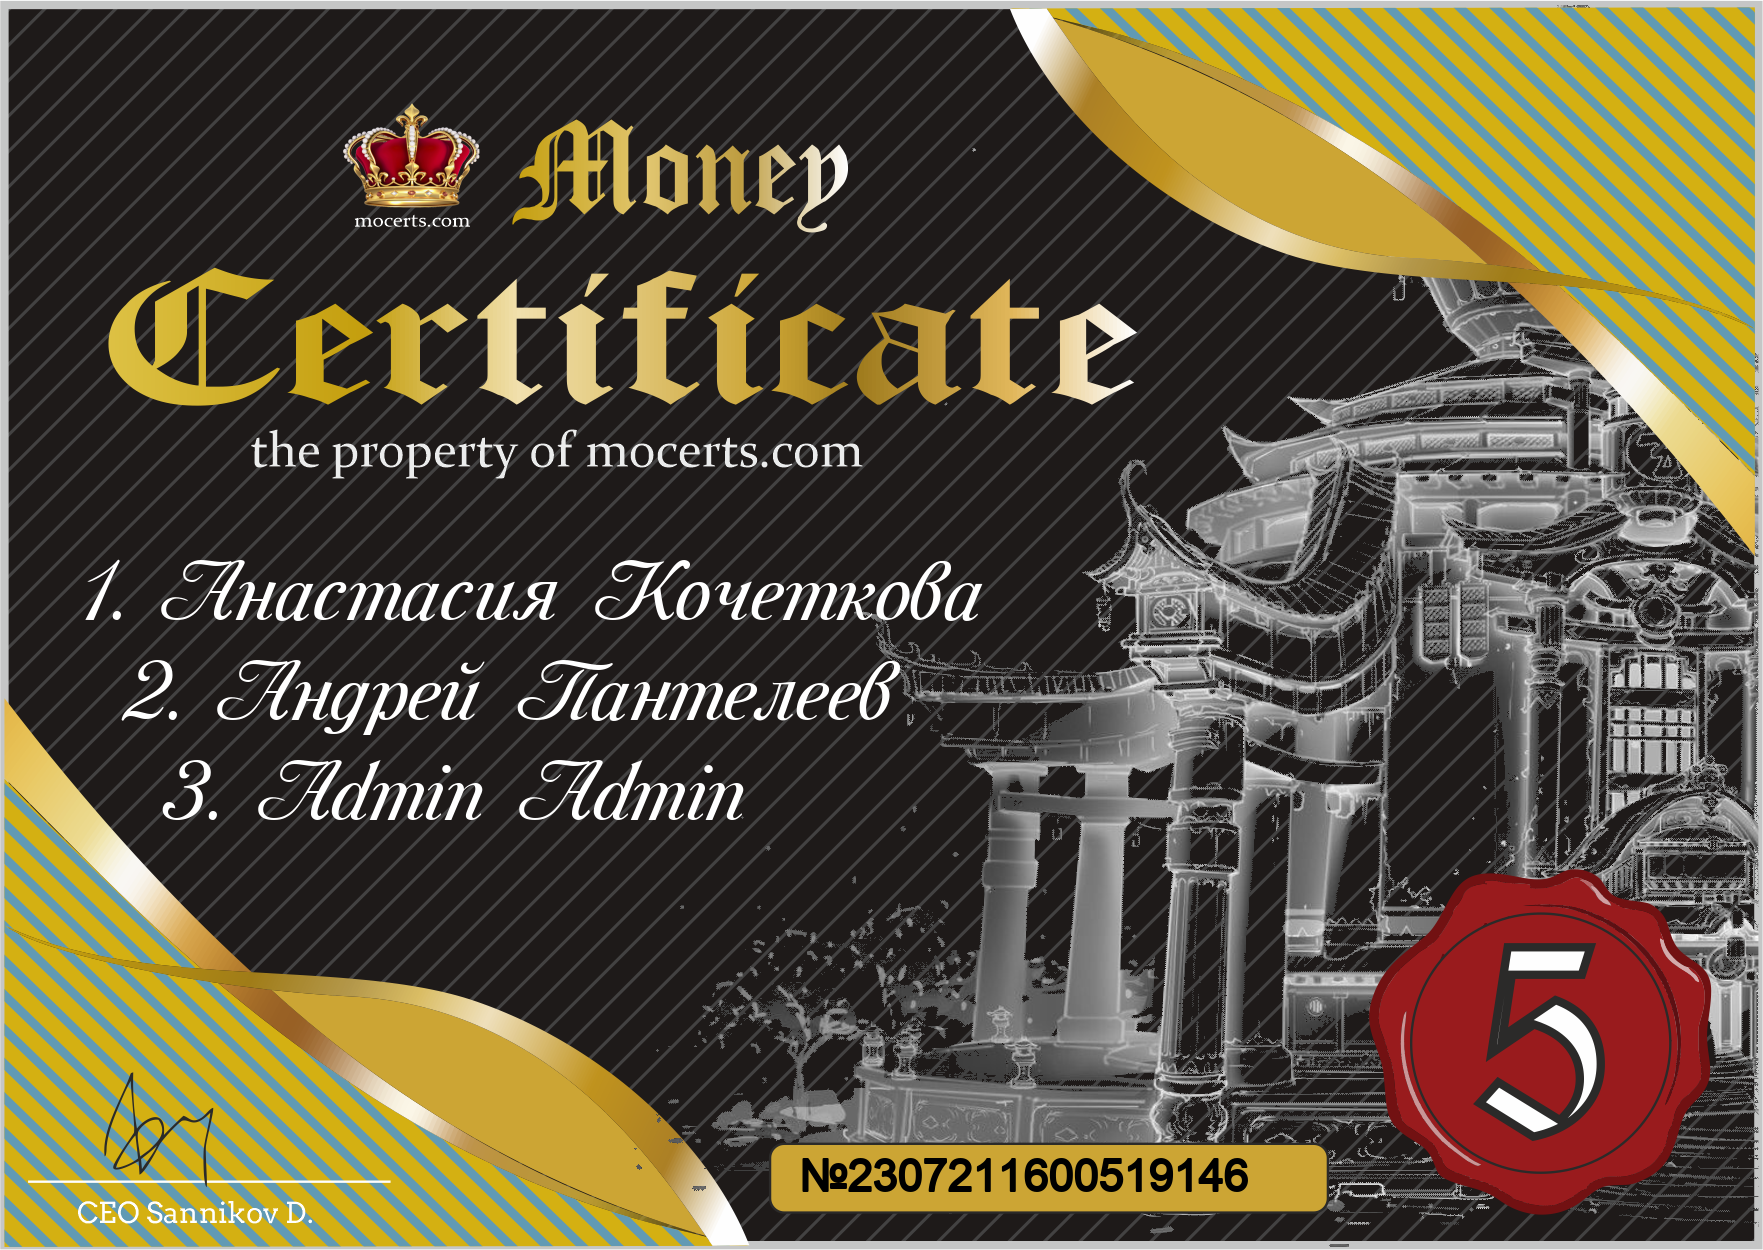 mocerts.com
Money
Certificate
the property of mocerts.com
1. Анастасия Кочеткова
2. Андрей Пантелеев
3. Admin Admin
5
№2307211600519146
CEO Sannikov D.